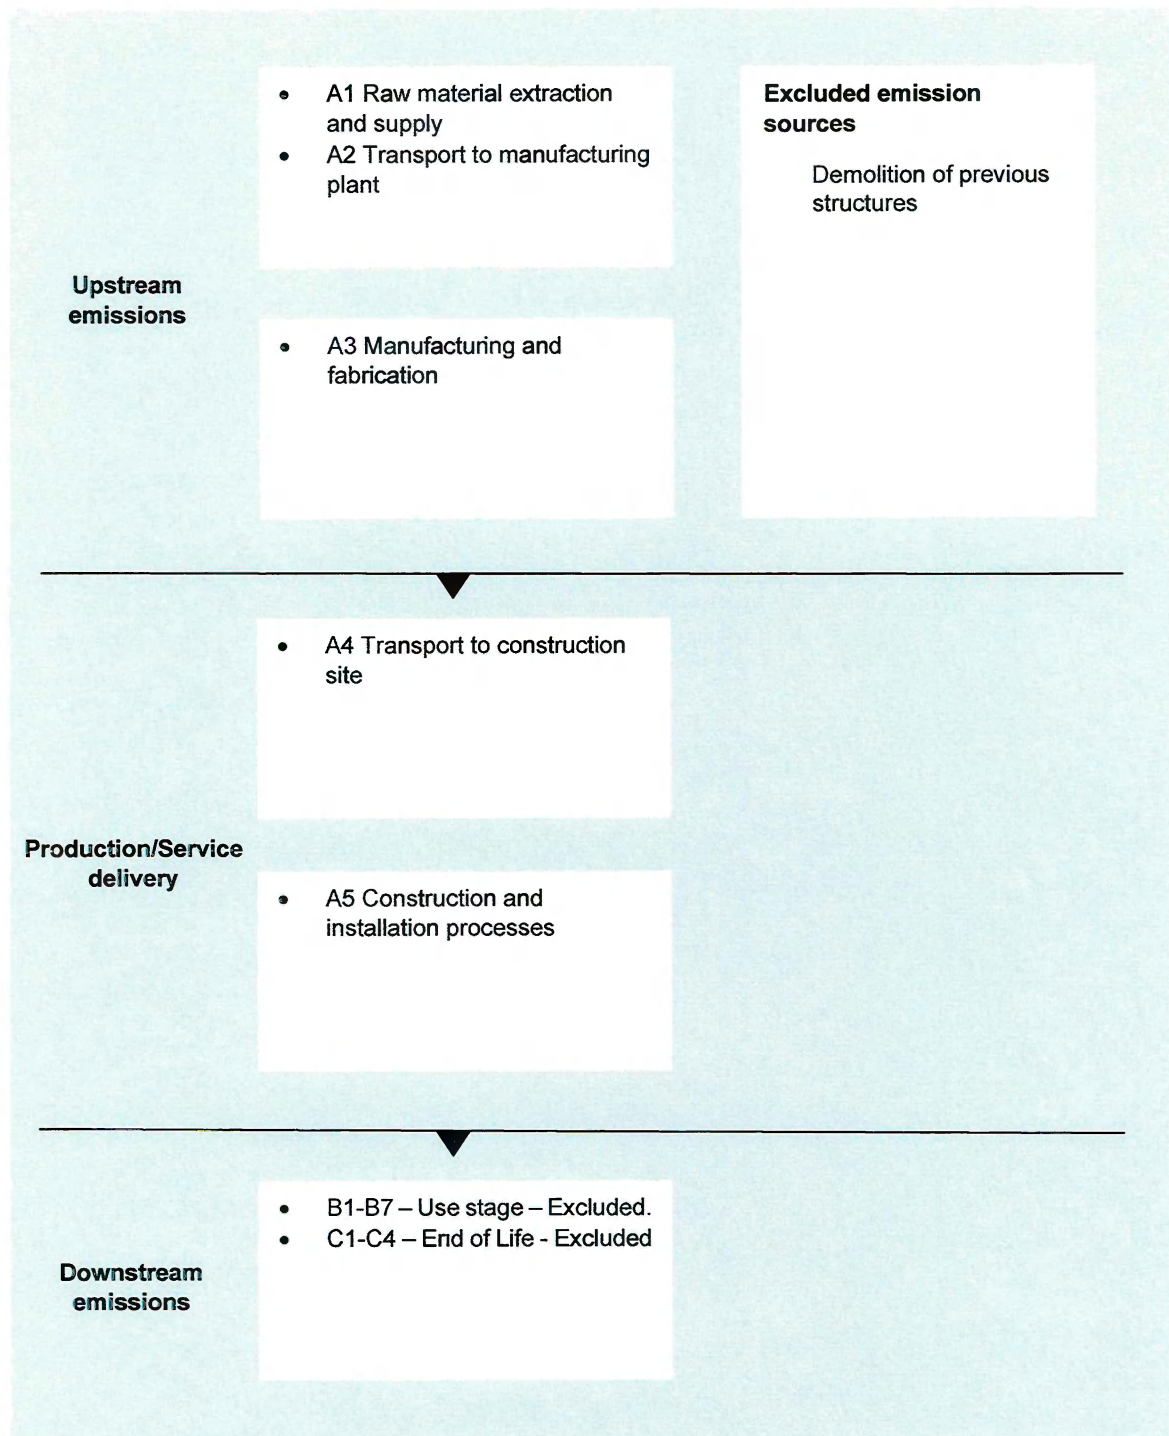 • A1 Raw material extraction
and supply
• A2 Transport to manufacturing
plant
Excluded emission
sources
Demolition of previous
structures
Upstream
emissions
• A3 Manufacturing and
fabrication
• A4 Transport to construction
site
Production/Service
delivery
• A5 Construction and
installation processes
• B1-B7 – Use stage – Excluded.
• C1-C4 – End of Life - Excluded
Downstream
emissions